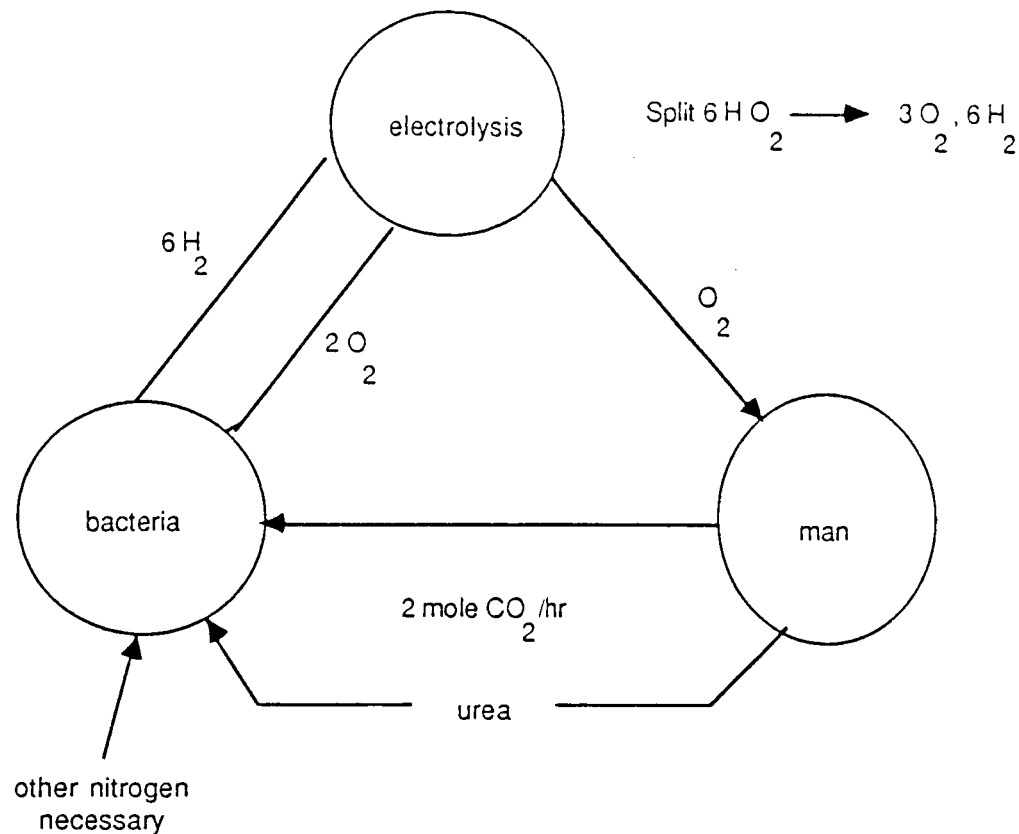 electrolysis
Split 6 HO₂ → 3 O₂, 6 H₂
6 H₂
2 O₂
O₂
bacteria
man
2 mole CO₂/hr
urea
other nitrogen
necessary